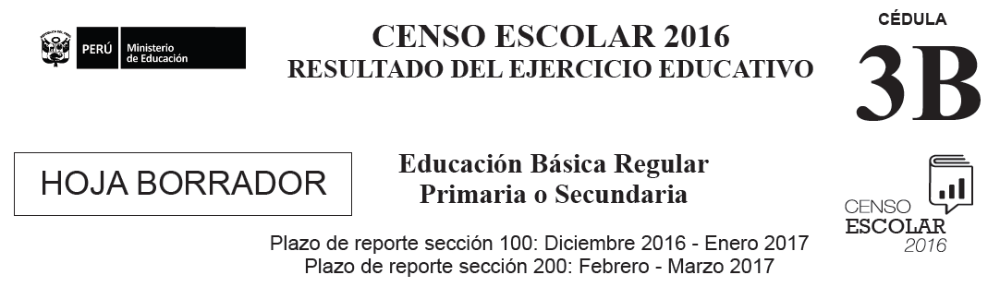 PERÚ
Ministerio
de Educación
CENSO ESCOLAR 2016
RESULTADO DEL EJERCICIO EDUCATIVO
CÉDULA
3B
HOJA BORRADOR
Educación Básica Regular
Primaria o Secundaria
CENSO
ESCOLAR
2016
Plazo de reporte sección 100: Diciembre 2016 - Enero 2017
Plazo de reporte sección 200: Febrero - Marzo 2017